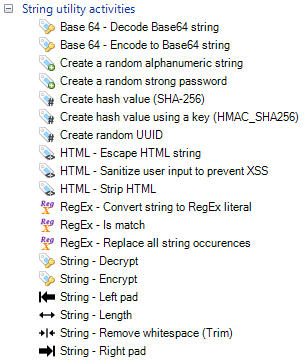 String utility activities
Base 64 - Decode Base64 string
Base 64 - Encode to Base64 string
Create a random alphanumeric string
Create a random strong password
Create hash value (SHA-256)
Create hash value using a key (HMAC_SHA256)
Create random UUID
HTML - Escape HTML string
HTML - Sanitize user input to prevent XSS
HTML - Strip HTML
Reg X RegEx - Convert string to RegEx literal
Reg X RegEx - Is match
Reg X RegEx - Replace all string occurences
String - Decrypt
String - Encrypt
String - Left pad
String - Length
String - Remove whitespace (Trim)
String - Right pad